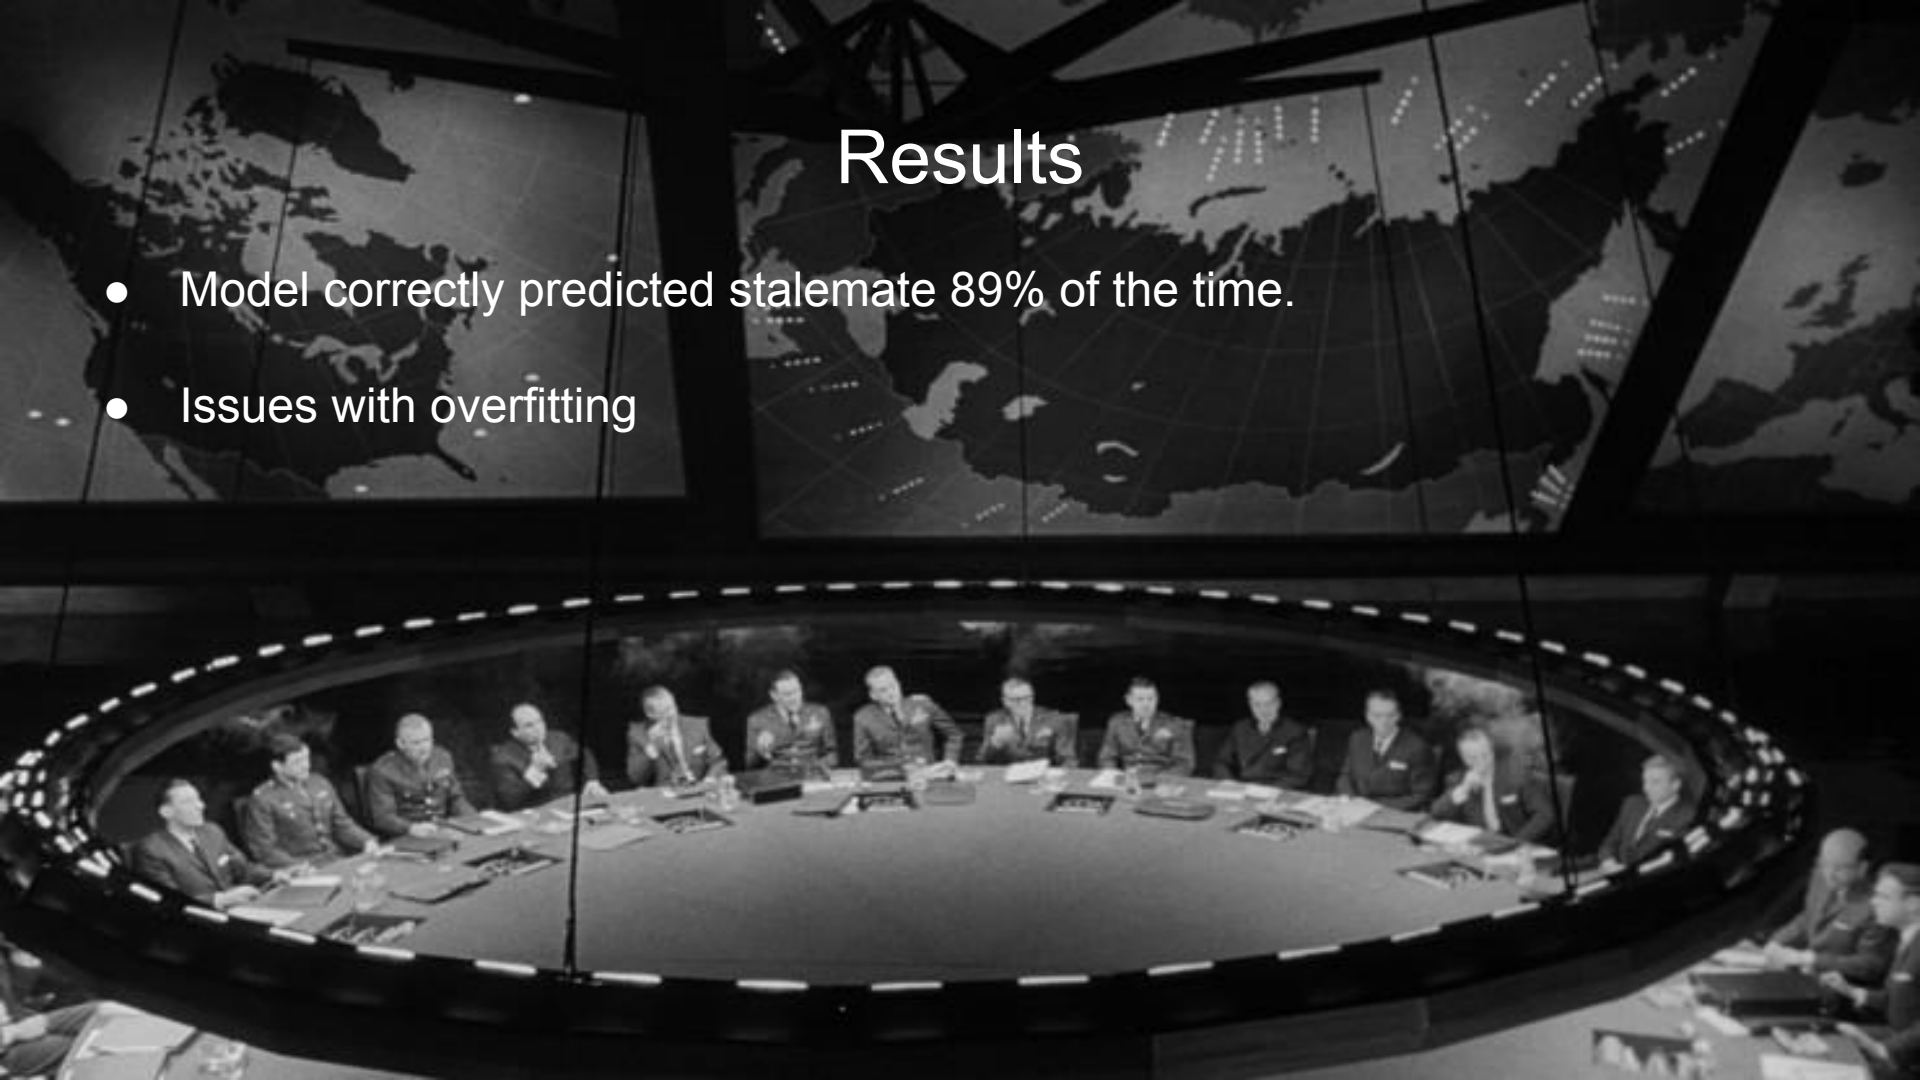 Results
● Model correctly predicted stalemate 89% of the time.
● Issues with overfitting